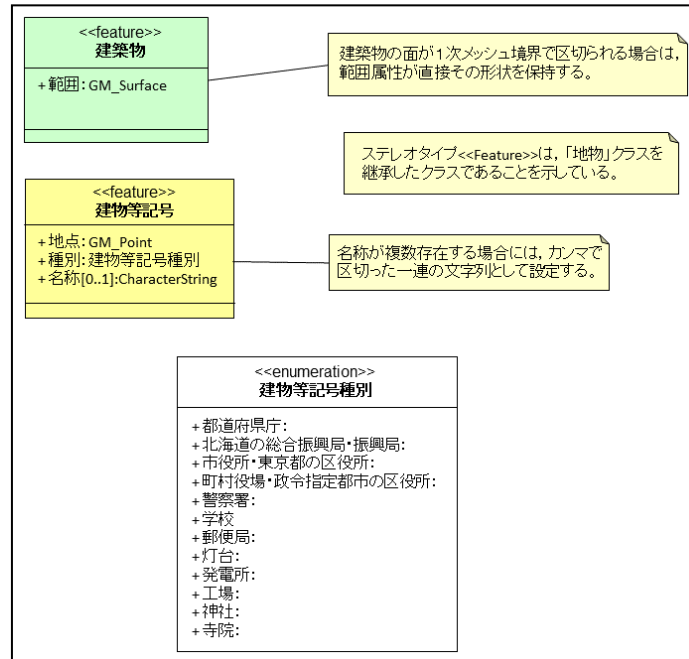 <<feature>>
建築物
+範囲:GM_Surface
建築物の面が1次メッシュ境界で区切られる場合は,
範囲属性が直接その形状を保持する。
ステレオタイプ<<Feature>>は,「地物」クラスを
継承したクラスであることを示している。
<<feature>>
建物等記号
+地点:GM_Point
+種別:建物等記号種別
+名称[0..1]:CharacterString
名称が複数存在する場合には,カンマで
区切った一連の文字列として設定する。
<<enumeration>>
建物等記号種別
+都道府県庁:
+北海道の総合振興局・振興局:
+市役所・東京都の区役所:
+町村役場・政令指定都市の区役所:
+警察署:
+学校
+郵便局:
+灯台:
+発電所:
+工場:
+神社:
+寺院: